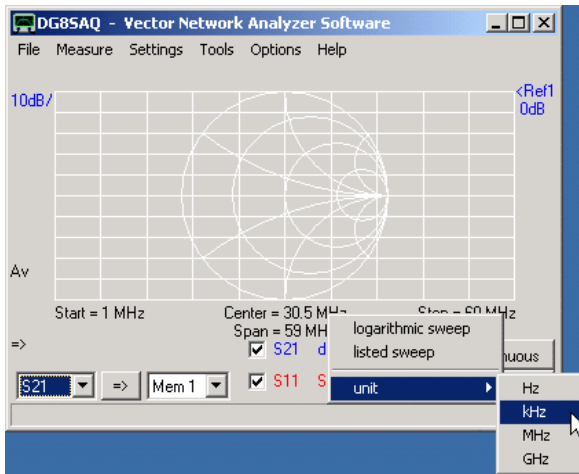 DG8SAQ - Vector Network Analyzer Software
File Measure Settings Tools Options Help
10dB/
<Ref1
0dB
Av
Start = 1 MHz Center = 30.5 MHz Stop = 60 MHz
Span = 59 MH
=>
S21 d
logarithmic sweep
listed sweep
nuous
S21 => Mem 1 S11 S
unit
Hz
kHz
MHz
GHz